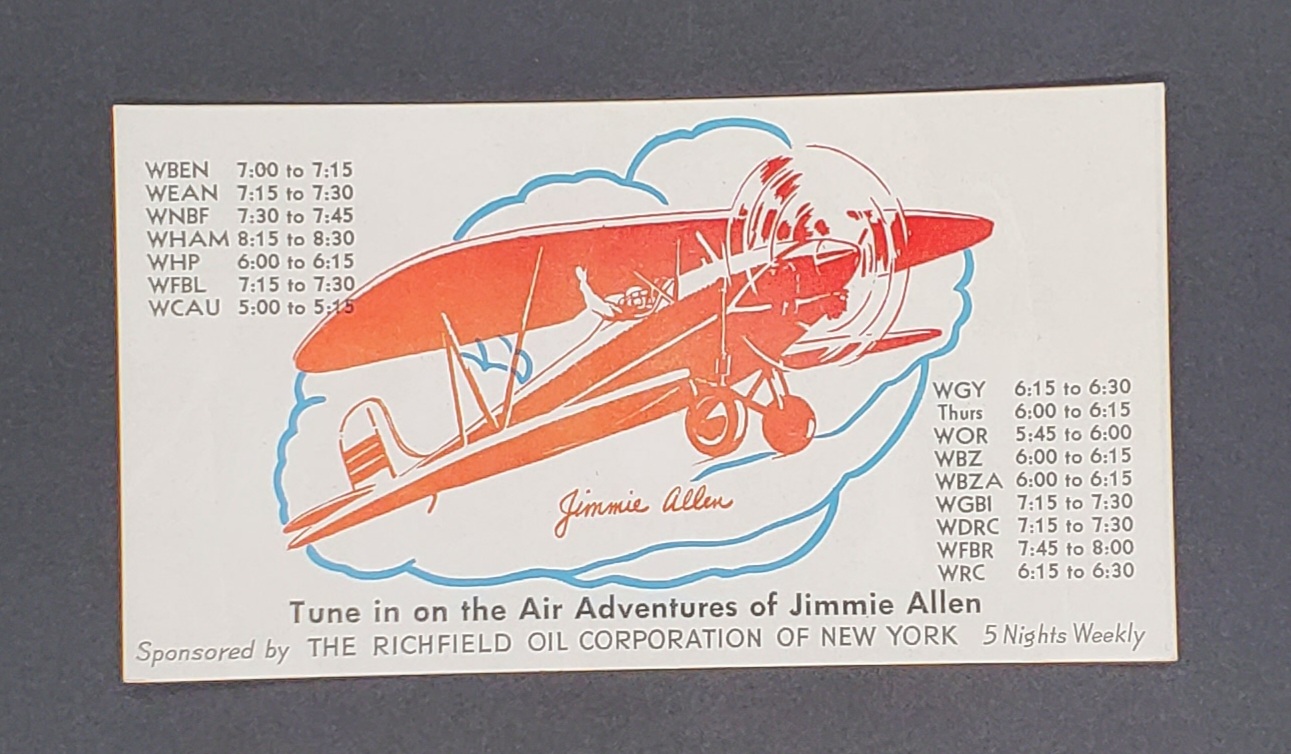 WBEN 7:00 to 7:15
WEAN 7:15 to 7:30
WNBF 7:30 to 7:45
WHAM 8:15 to 8:30
WHP 6:00 to 6:15
WFBL 7:15 to 7:30
WCAU 5:00 to 5:15
WGY 6:15 to 6:30
Thurs 6:00 to 6:15
WOR 5:45 to 6:00
WBZ 6:00 to 6:15
WBZA 6:00 to 6:15
WGBI 7:15 to 7:30
WDRC 7:15 to 7:30
WFBR 7:45 to 8:00
WRC 6:15 to 6:30
Jimmie Allen
Tune in on the Air Adventures of Jimmie Allen
Sponsored by THE RICHFIELD OIL CORPORATION OF NEW YORK 5 Nights Weekly